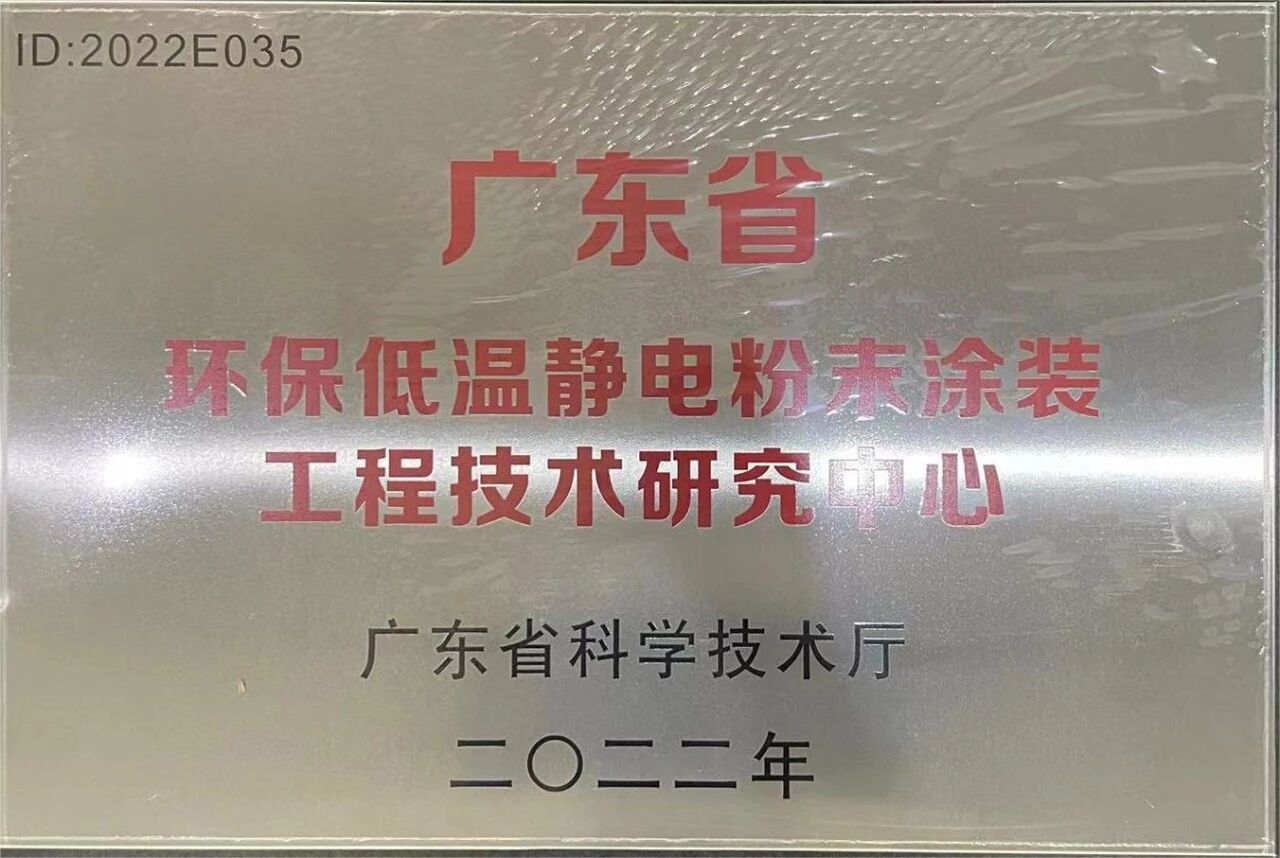 ID:2022E035
广东省
环保低温静电粉末涂装
工程技术研究中心
广东省科学技术厅
二〇二二年